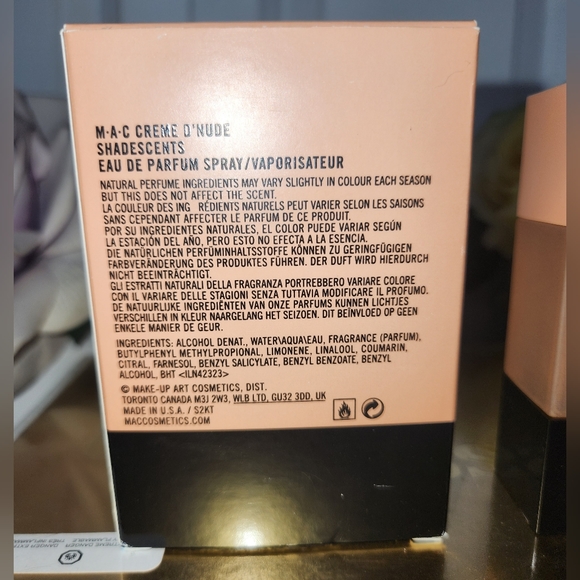 M·A·C CREME D'NUDE
SHADESCENTS
EAU DE PARFUM SPRAY/VAPORISATEUR
NATURAL PERFUME INGREDIENTS MAY VARY SLIGHTLY IN COLOUR EACH SEASON
BUT THIS DOES NOT AFFECT THE SCENT.
LA COULEUR DES ING RÉDIENTS NATURELS PEUT VARIER SELON LES SAISONS
SANS CEPENDANT AFFECTER LE PARFUM DE CE PRODUIT.
POR SU INGREDIENTES NATURALES, EL COLOR PUEDE VARIAR SEGÚN
LA ESTACIÓN DEL AÑO, PERO ESTO NO EFECTA A LA ESENCIA.
DIE NATÜRLICHEN PERFÜMINHALTSSTOFFE KÖNNEN ZU GERINGFÜGIGEN
FARBVERÄNDERUNG DES PRODUKTES FÜHREN. DER DUFT WIRD HIERDURCH
NICHT BEEINTRÄCHTIGT.
GLI ESTRATTI NATURALI DELLA FRAGRANZA PORTREBBERO VARIARE COLORE
CON IL VARIARE DELLE STAGIONI SENZA TUTTAVIA MODIFICARE IL PROFUMO.
DE NATUURLIJKE INGREDIËNTEN VAN ONZE PARFUMS KUNNEN LICHTJES
VERSCHILLEN IN KLEUR NAARGELANG HET SEIZOEN. DIT BEÏNVLOED OP GEEN
ENKELE MANIER DE GEUR.
INGREDIENTS: ALCOHOL DENAT., WATER\AQUA\EAU, FRAGRANCE (PARFUM),
BUTYLPHENYL METHYLPROPIONAL, LIMONENE, LINALOOL, COUMARIN,
CITRAL, FARNESOL, BENZYL SALICYLATE, BENZYL BENZOATE, BENZYL
ALCOHOL, BHT <ILN42323>
© MAKE-UP ART COSMETICS, DIST.
TORONTO CANADA M3J 2W3, WLB LTD, GU32 3DD, UK
MADE IN U.S.A. / S2KT
MACCOSMETICS.COM